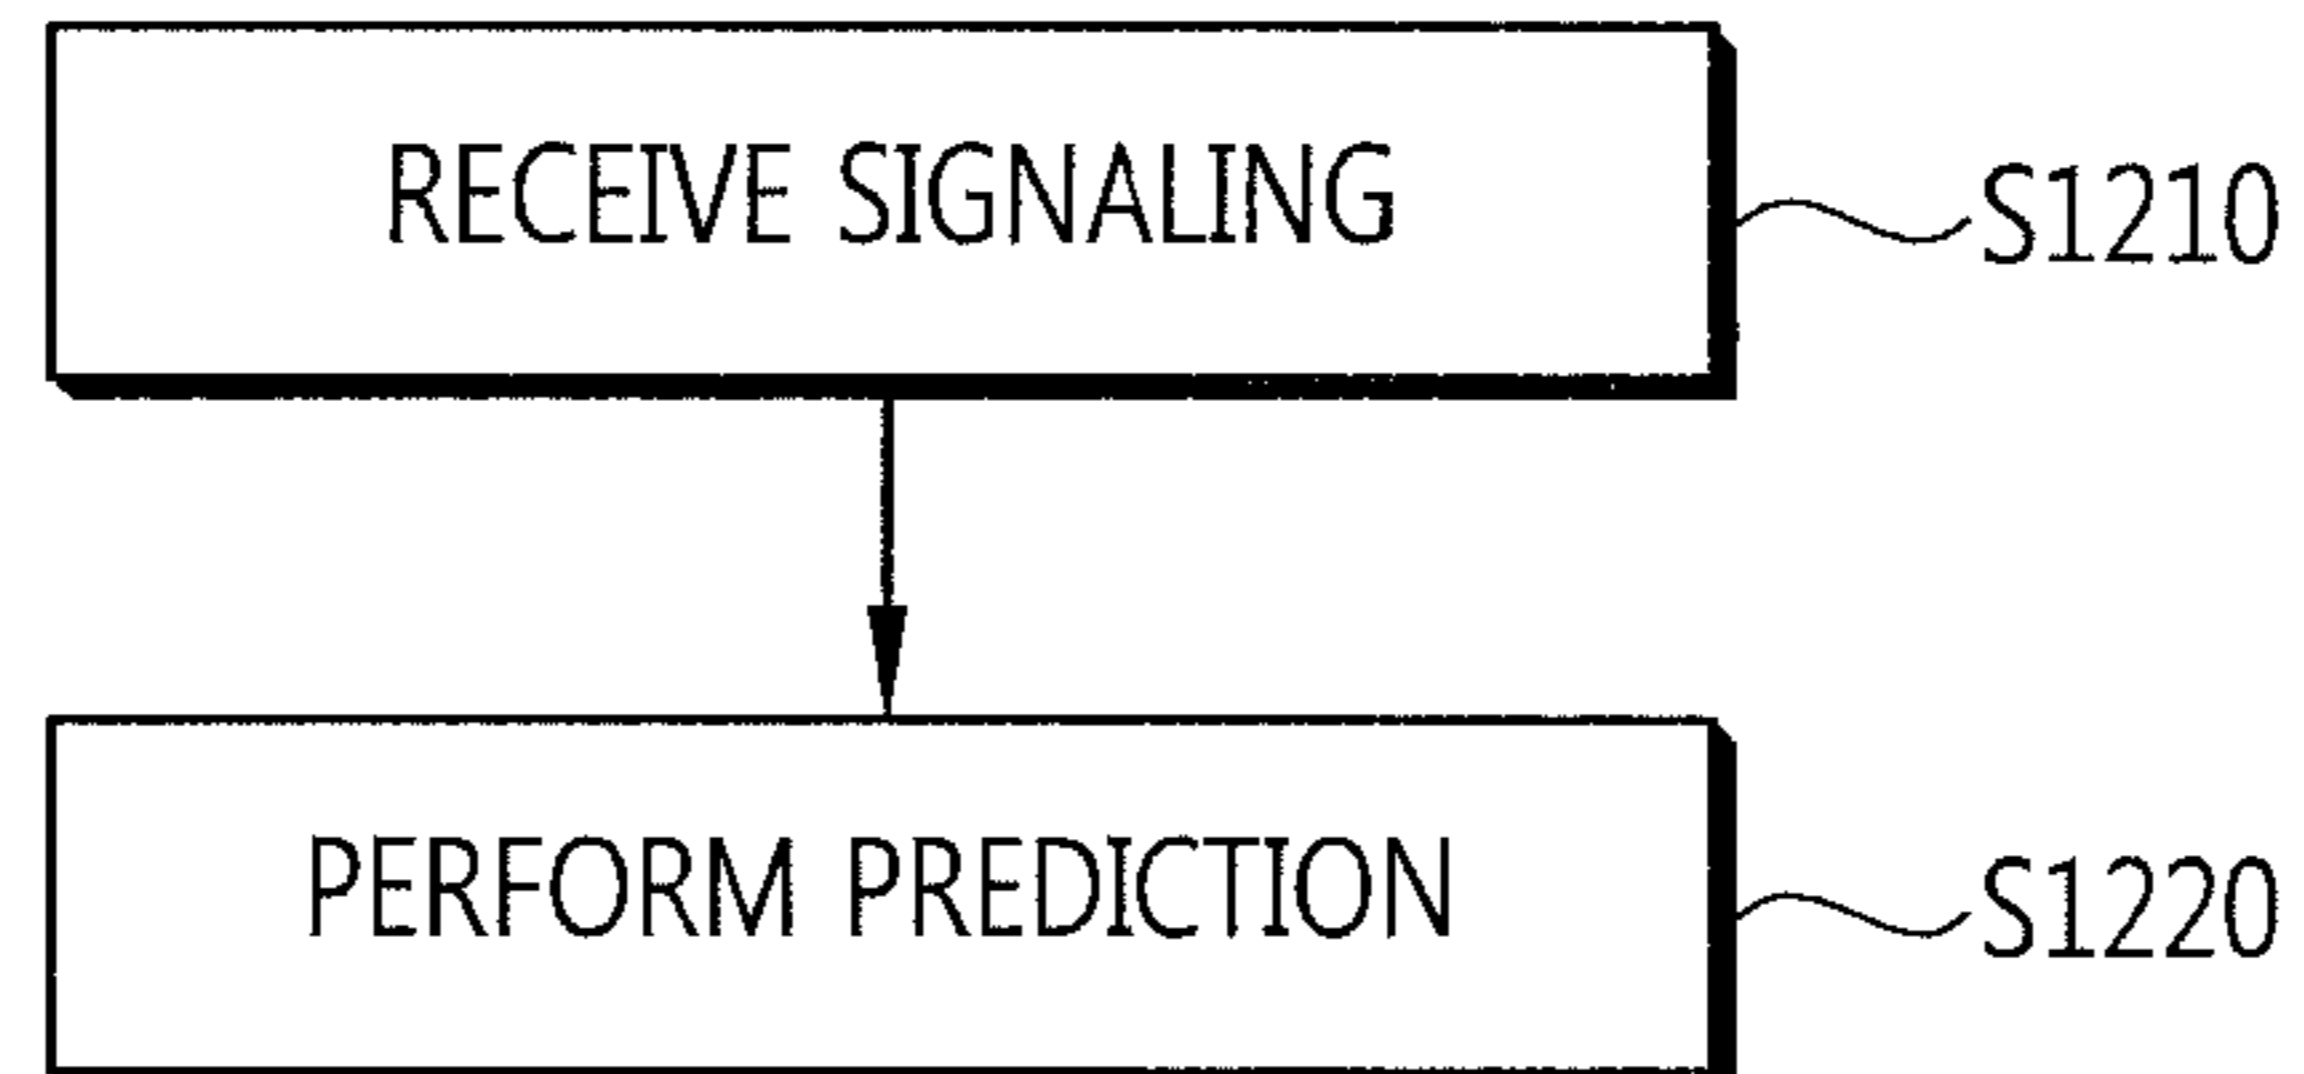 RECEIVE SIGNALING
S1210
PERFORM PREDICTION
S1220